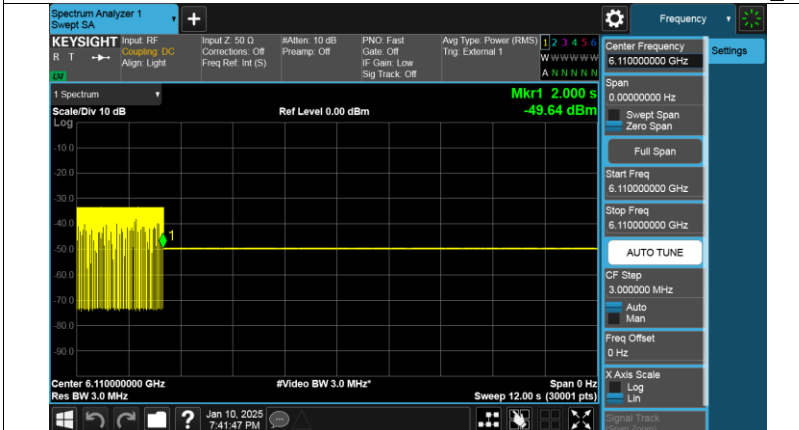 Spectrum Analyzer 1
Swept SA
Frequency
KEYSIGHT
R T
LXI
Input: RF
Coupling: DC
Align: Light
Input Z: 50 Ω
Corrections: Off
Freq Ref: Int (S)
#Atten: 10 dB
Preamp: Off
PNO: Fast
Gate: Off
IF Gain: Low
Sig Track: Off
Avg Type: Power (RMS)
Trig: External 1
1 2 3 4 5 6
W W W W W W
A N N N N N
1 Spectrum
Scale/Div 10 dB
Log
Ref Level 0.00 dBm
Mkr1 2.000 s
-49.64 dBm
-10.0
-20.0
-30.0
-40.0
-50.0
-60.0
-70.0
-80.0
-90.0
1
Center 6.110000000 GHz
Res BW 3.0 MHz
#Video BW 3.0 MHz*
Span 0 Hz
Sweep 12.00 s (30001 pts)
Jan 10, 2025
7:41:47 PM
Center Frequency
6.110000000 GHz
Span
0.00000000 Hz
Swept Span
Zero Span
Full Span
Start Freq
6.110000000 GHz
Stop Freq
6.110000000 GHz
AUTO TUNE
CF Step
3.000000 MHz
Auto
Man
Freq Offset
0 Hz
X Axis Scale
Log
Lin
Signal Track
(Span Zoom)
Settings